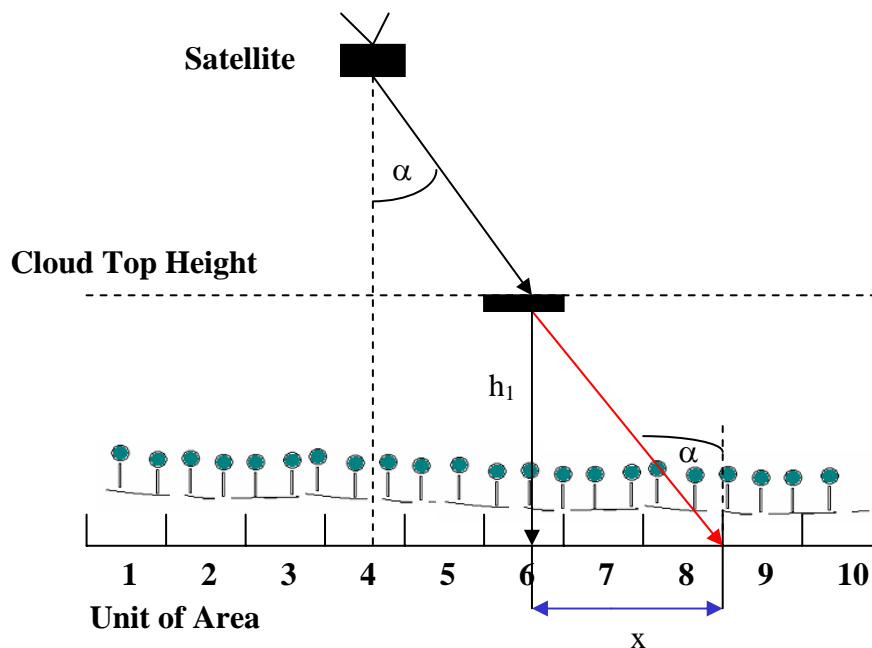 Satellite
α
Cloud Top Height
h₁
α
1 2 3 4 5 6 7 8 9 10
Unit of Area
x